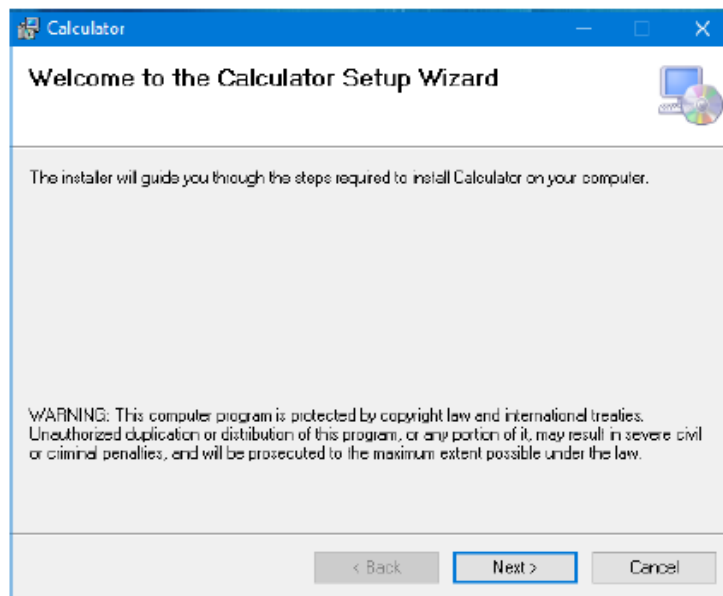 Calculator
Welcome to the Calculator Setup Wizard
The installer will guide you through the steps required to install Calculator on your computer.
WARNING: This computer program is protected by copyright law and international treaties.
Unauthorized duplication or distribution of this program, or any portion of it, may result in severe civil
or criminal penalties, and will be prosecuted to the maximum extent possible under the law.
< Back
Next >
Cancel